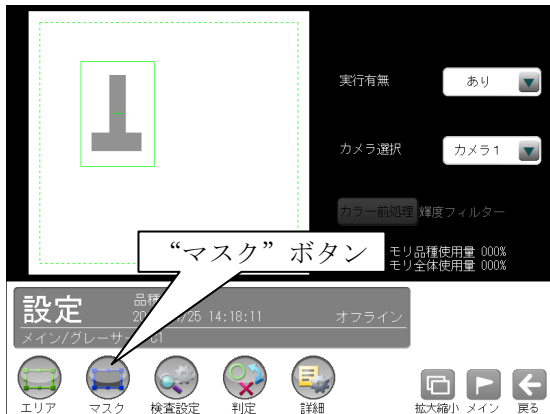 実行有無 あり
カメラ選択 カメラ1
カラー前処理 輝度フィルター
“マスク”ボタン
モリ品種使用量 000%
モリ全体使用量 000%
設定
/25 14:18:11 オフライン
メイン/グレーサー
エリア マスク 検査設定 判定 詳細 拡大縮小 メイン 戻る